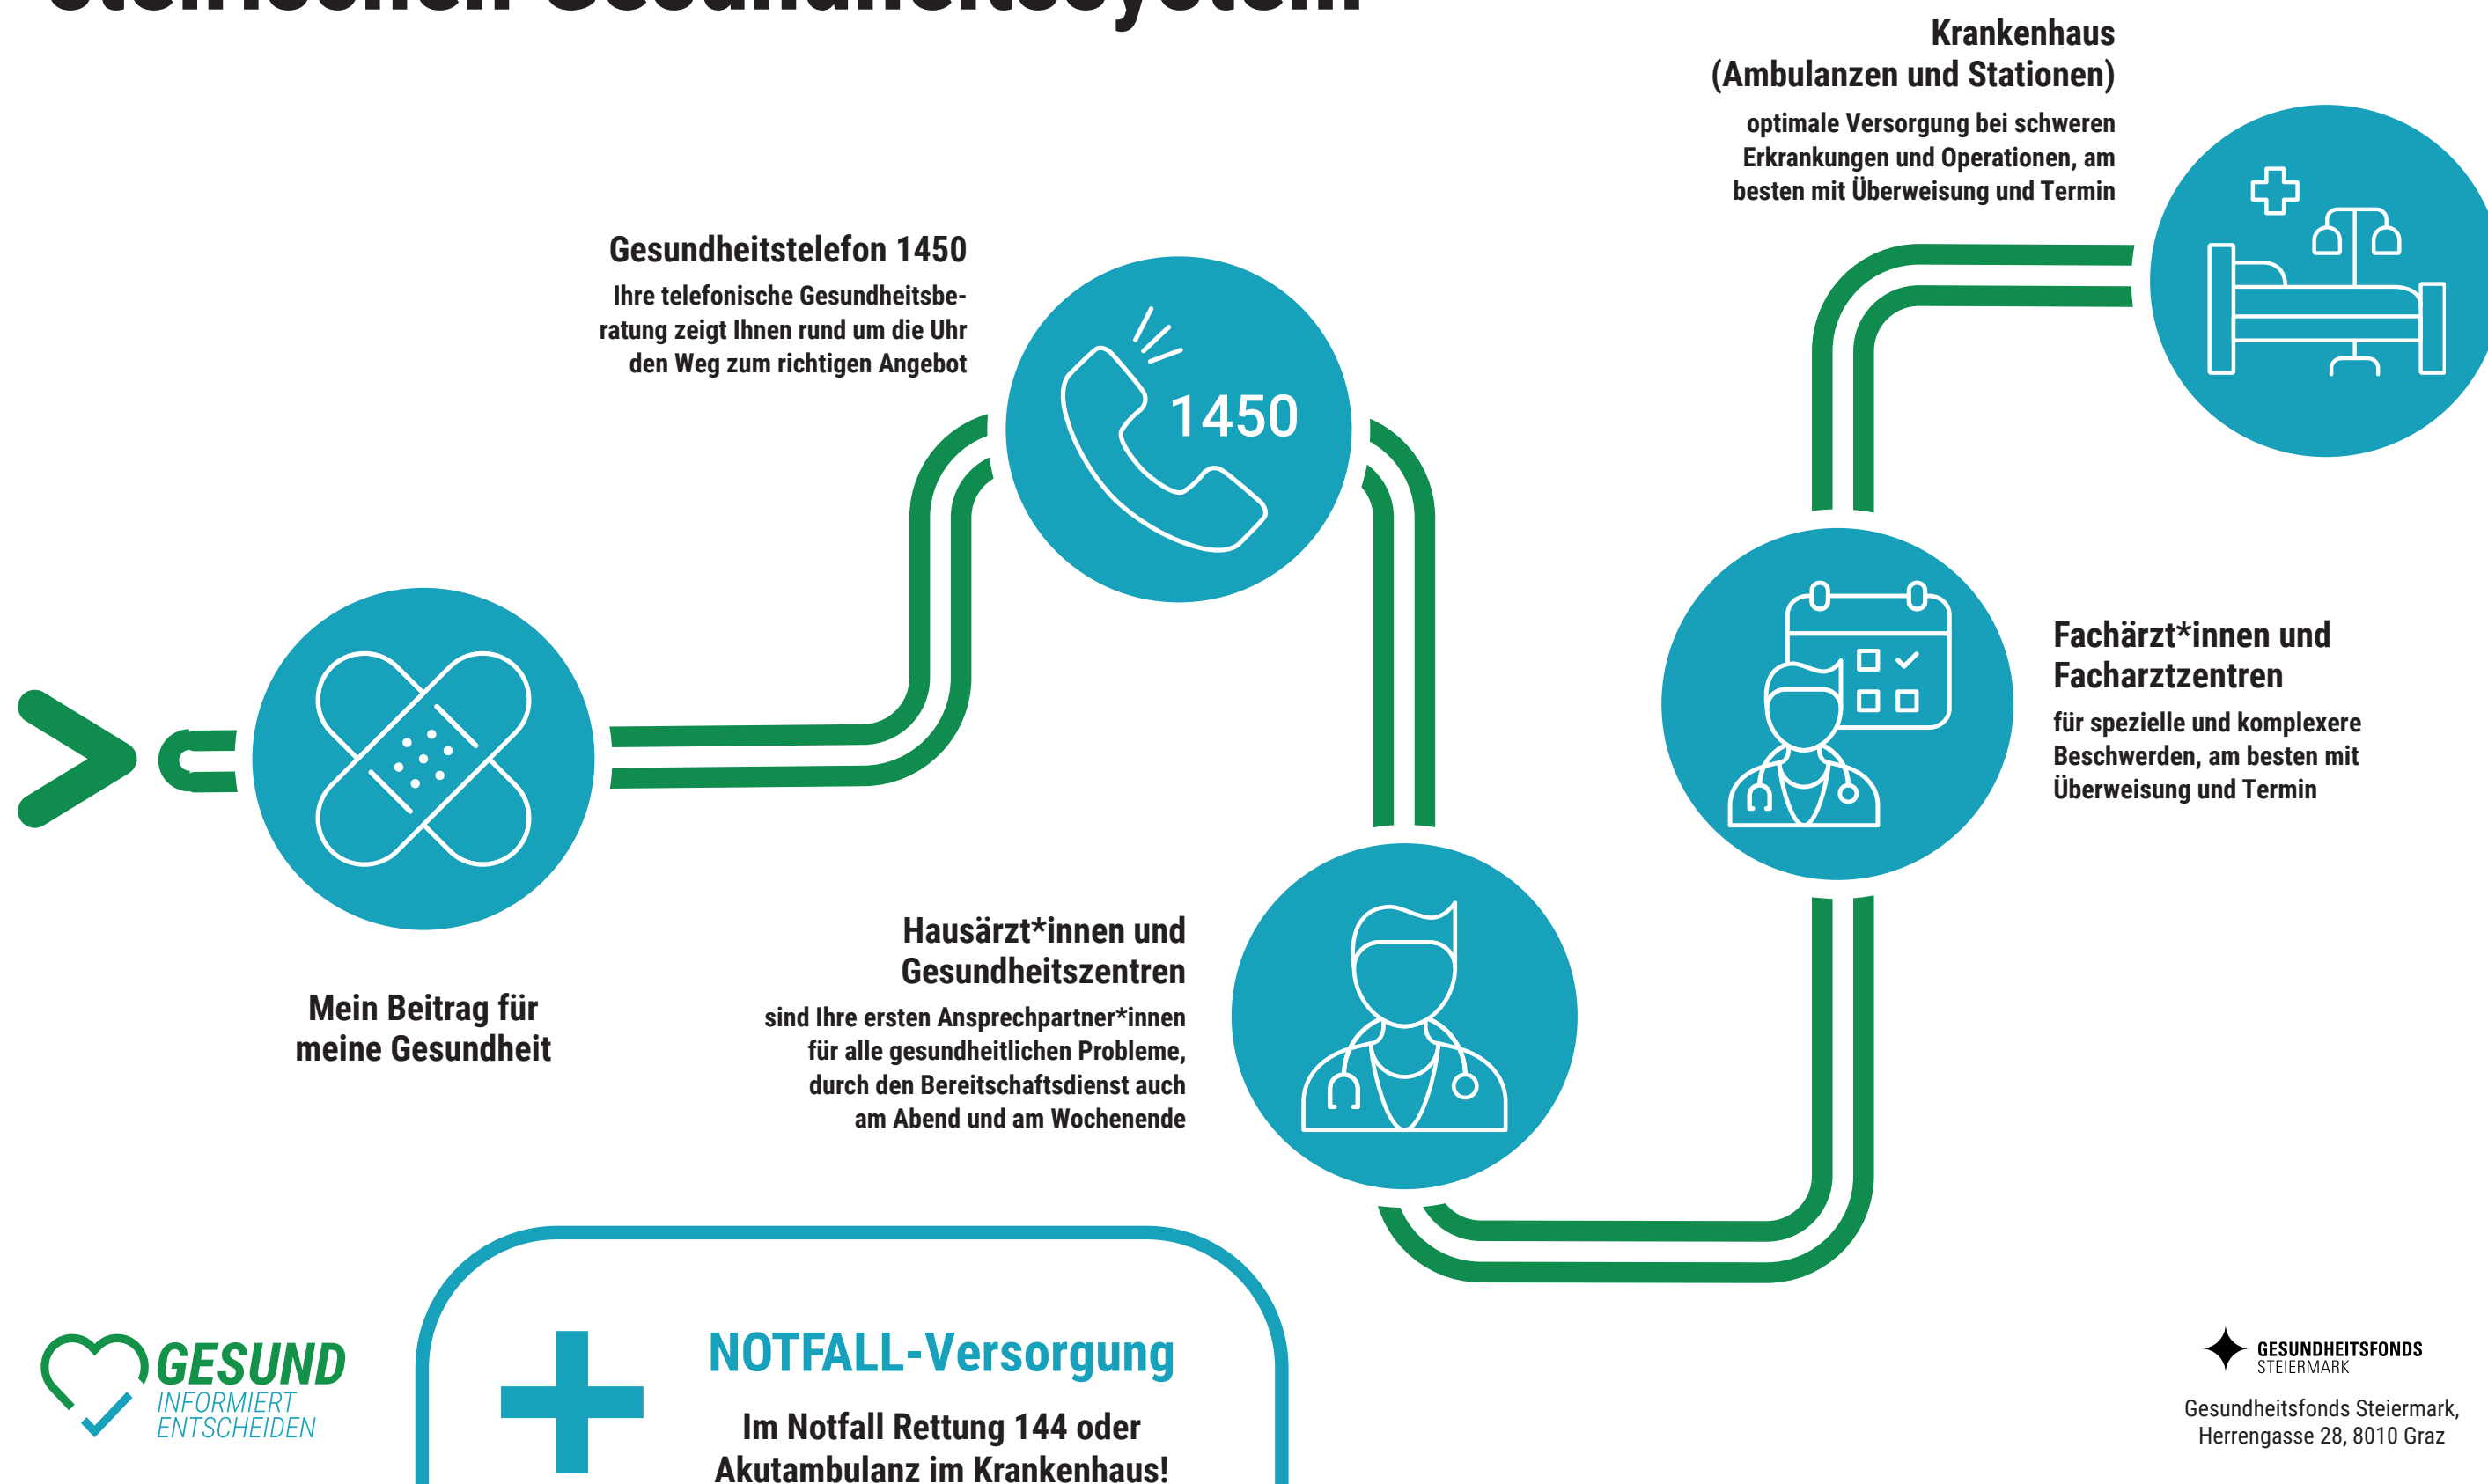 steirischen Gesundheitssystem
Krankenhaus
(Ambulanzen und Stationen)
optimale Versorgung bei schweren
Erkrankungen und Operationen, am
besten mit Überweisung und Termin
Gesundheitstelefon 1450
Ihre telefonische Gesundheitsbe-
ratung zeigt Ihnen rund um die Uhr
den Weg zum richtigen Angebot
1450
Fachärzt*innen und
Facharztzentren
für spezielle und komplexere
Beschwerden, am besten mit
Überweisung und Termin
Mein Beitrag für
meine Gesundheit
Hausärzt*innen und
Gesundheitszentren
sind Ihre ersten Ansprechpartner*innen
für alle gesundheitlichen Probleme,
durch den Bereitschaftsdienst auch
am Abend und am Wochenende
GESUND
INFORMIERT
ENTSCHEIDEN
NOTFALL-Versorgung
Im Notfall Rettung 144 oder
Akutambulanz im Krankenhaus!
GESUNDHEITSFONDS
STEIERMARK
Gesundheitsfonds Steiermark,
Herrengasse 28, 8010 Graz